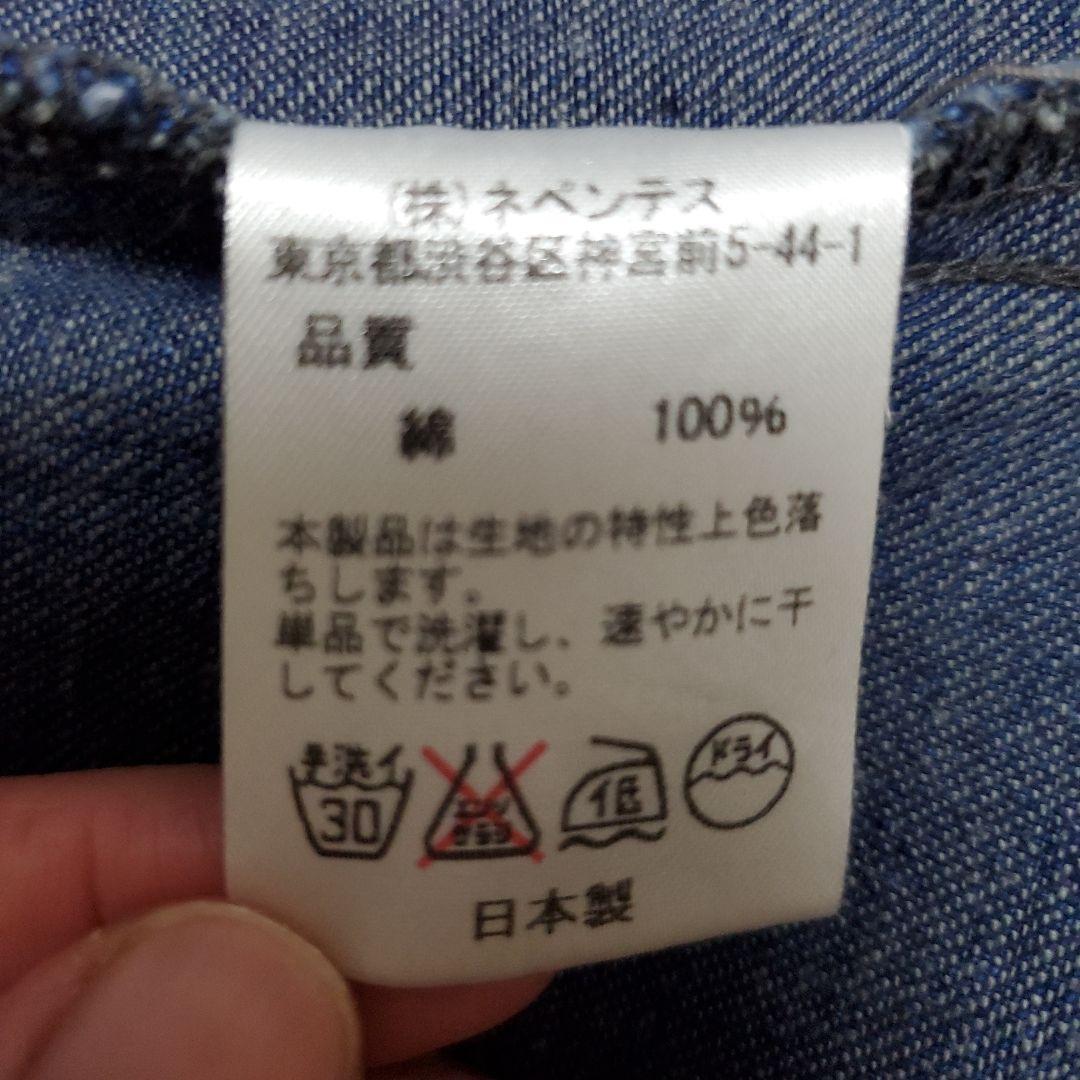 (株)ネペンテス
東京都渋谷区神宮前5-44-1
品質
綿 100%
本製品は生地の特性上色落
ちします。
単品で洗濯し、速やかに干
してください。
手洗イ 30 エンソ サラシ 低 ドライ
日本製